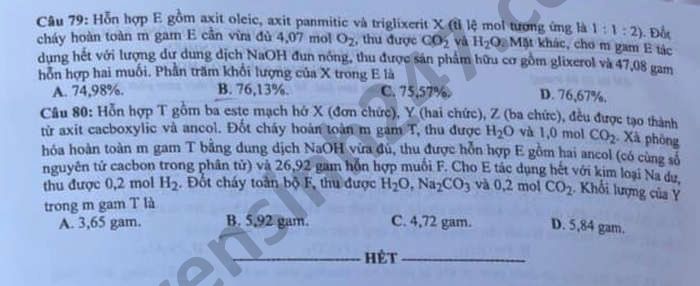 Câu 79: Hỗn hợp E gồm axit oleic, axit panmitic và triglixerit X (tỉ lệ mol tương ứng là 1 : 1 : 2). Đốt
cháy hoàn toàn m gam E cần vừa đủ 4,07 mol O2, thu được CO2 và H2O. Mặt khác, cho m gam E tác
dụng hết với lượng dư dung dịch NaOH đun nóng, thu được sản phẩm hữu cơ gồm glixerol và 47,08 gam
hỗn hợp hai muối. Phần trăm khối lượng của X trong E là
A. 74,98%. B. 76,13%. C. 75,57%. D. 76,67%.
Câu 80: Hỗn hợp T gồm ba este mạch hở X (đơn chức), Y (hai chức), Z (ba chức), đều được tạo thành
từ axit cacboxylic và ancol. Đốt cháy hoàn toàn m gam T, thu được H2O và 1,0 mol CO2. Xà phòng
hóa hoàn toàn m gam T bằng dung dịch NaOH vừa đủ, thu được hỗn hợp E gồm hai ancol (có cùng số
nguyên tử cacbon trong phân tử) và 26,92 gam hỗn hợp muối F. Cho E tác dụng hết với kim loại Na dư,
thu được 0,2 mol H2. Đốt cháy toàn bộ F, thu được H2O, Na2CO3 và 0,2 mol CO2. Khối lượng của Y
trong m gam T là
A. 3,65 gam. B. 5,92 gam. C. 4,72 gam. D. 5,84 gam.
HẾT